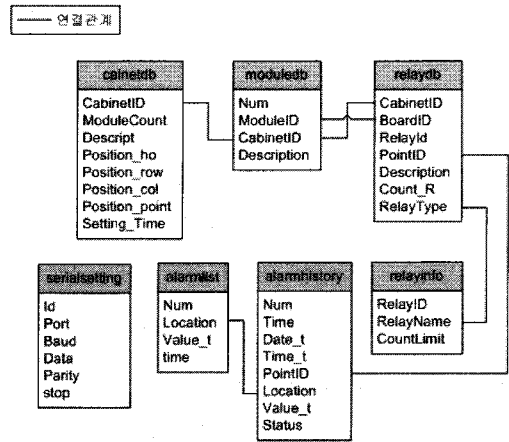 연결관계
cainetdb
CabinetID
ModuleCount
Descript
Position_ho
Position_row
Position_col
Position_point
Setting_Time
moduledb
Num
ModuleID
CabinetID
Description
relaydb
CabinetID
BoardID
RelayId
PointID
Description
Count_R
RelayType
serialsetting
Id
Port
Baud
Data
Parity
stop
alarmlist
Num
Location
Value_t
time
alarmhistory
Num
Time
Date_t
Time_t
PointID
Location
Value_t
Status
relayinfo
RelayID
RelayName
CountLimit